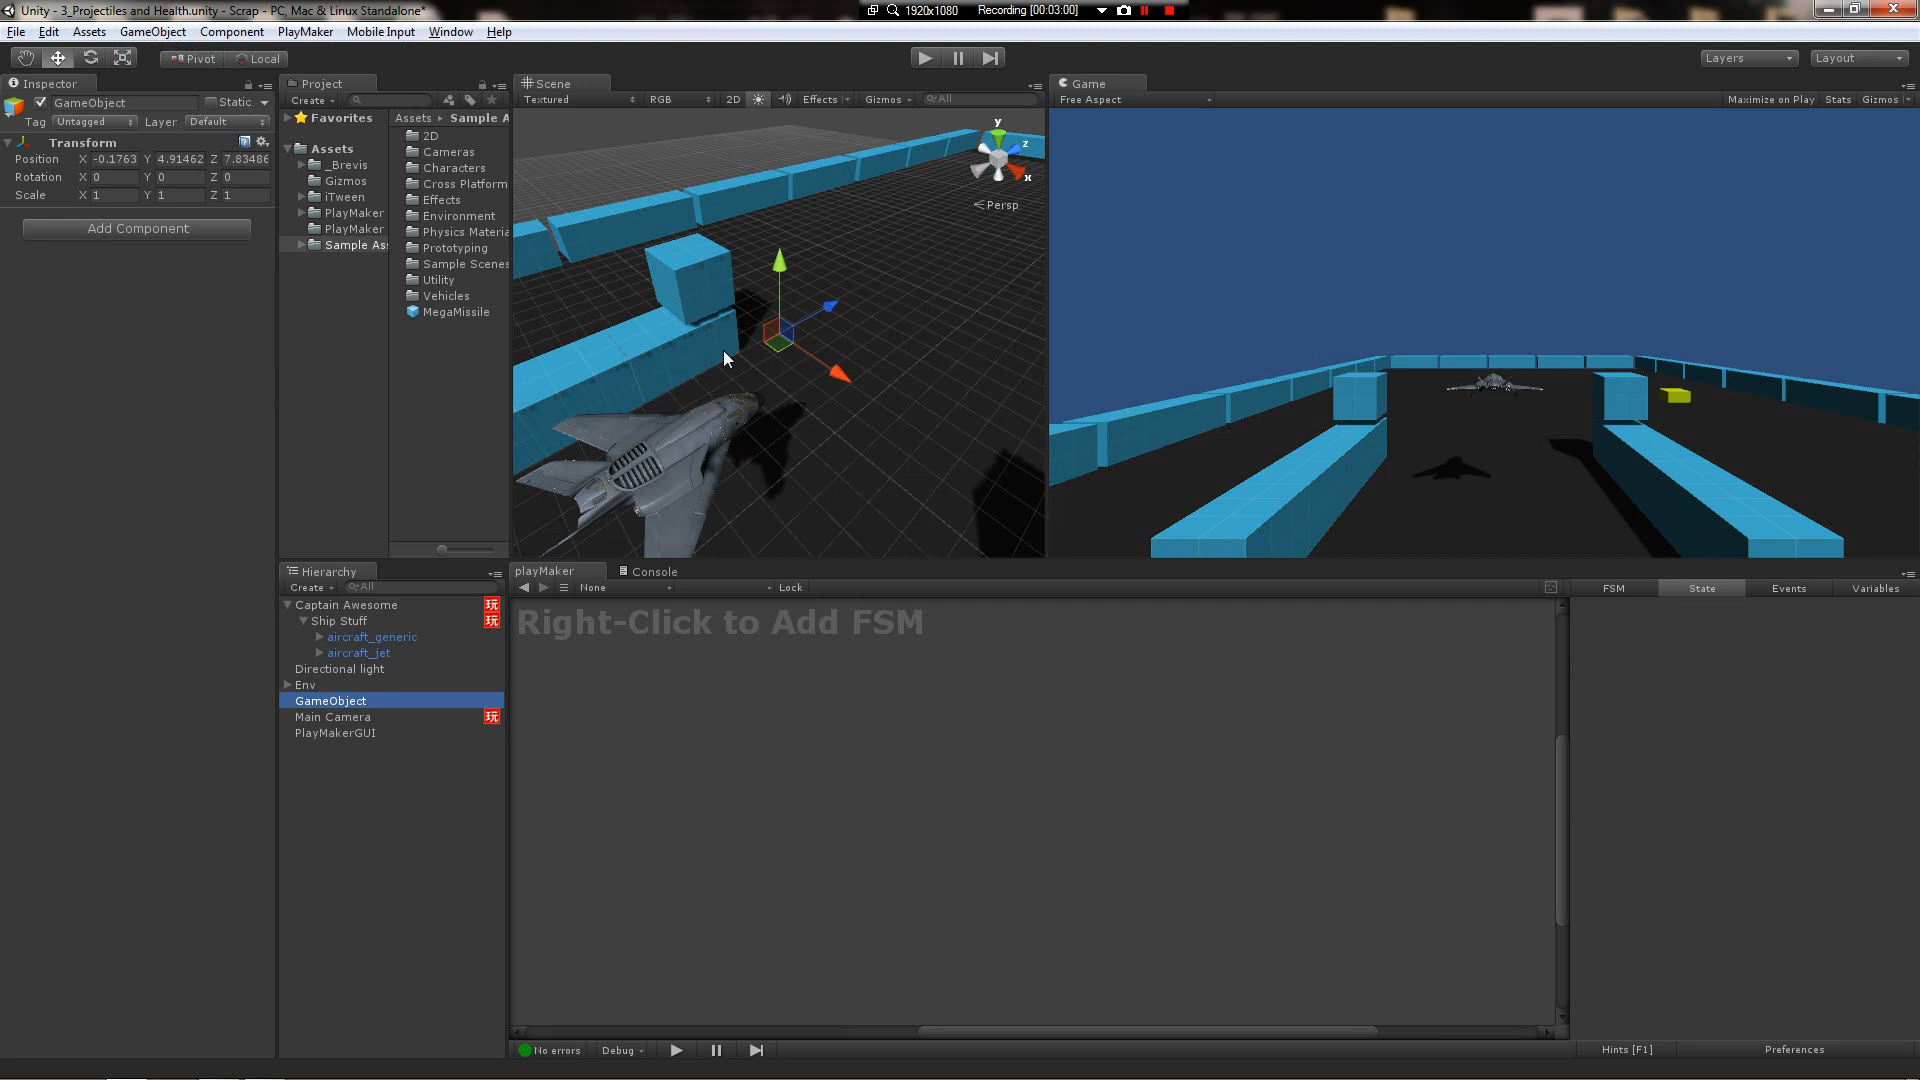 Unity - 3_Projectiles and Health.unity - Scrap - PC, Mac & Linux Standalone*
1920x1080
Recording [00:03:00]
File Edit Assets GameObject Component PlayMaker Mobile Input Window Help
Pivot Local
Layers Layout
Inspector
GameObject Static
Tag Untagged Layer Default
Transform
Position X -0.1763 Y 4.91462 Z 7.83486
Rotation X 0 Y 0 Z 0
Scale X 1 Y 1 Z 1
Add Component
Project
Create
Favorites
Assets
_Brevis
Gizmos
iTween
PlayMaker
PlayMaker
Sample As
Assets Sample A
2D
Cameras
Characters
Cross Platform
Effects
Environment
Physics Materia
Prototyping
Sample Scenes
Utility
Vehicles
MegaMissile
Scene
Textured RGB 2D Effects Gizmos All
y
z
x
Persp
Game
Free Aspect Maximize on Play Stats Gizmos
Hierarchy
Create All
Captain Awesome 玩
Ship Stuff 玩
aircraft_generic
aircraft_jet
Directional light
Env
GameObject
Main Camera 玩
PlayMakerGUI
playMaker Console
None Lock
FSM State Events Variables
Right-Click to Add FSM
No errors Debug
Hints [F1] Preferences